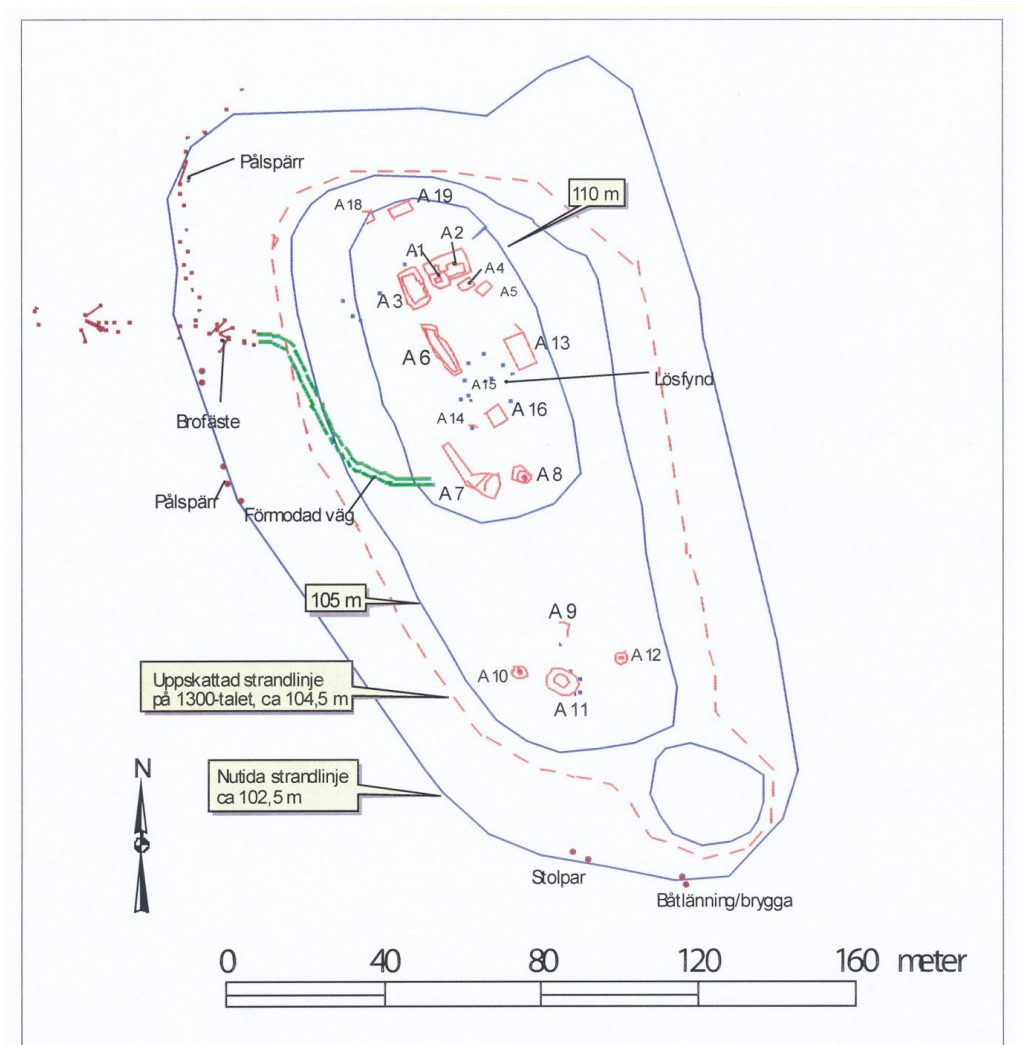 Pålspärr
110 m
A 18
A 19
A2
A1
A4
A5
A 3
A 13
A 6
A15
Lösfynd
A 16
A 14
Brofäste
A 8
A 7
Pålspärr
Förmodad väg
105 m
A 9
A 12
A 10
A 11
Uppskattad strandlinje
på 1300-talet, ca 104,5 m
N
Nutida strandlinje
ca 102,5 m
Stolpar
Båtlänning/brygga
0 40 80 120 160 meter